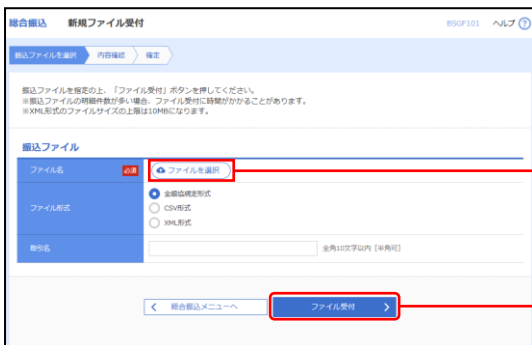 総合振込 新規ファイル受付 BSGF101 ヘルプ ?
振込ファイルを選択 内容確認 確定
振込ファイルを指定の上、「ファイル受付」ボタンを押してください。
※振込ファイルの明細件数が多い場合、ファイル受付に時間がかかることがあります。
※XML形式のファイルサイズの上限は10MBになります。
振込ファイル
ファイル名 必須 ファイルを選択
全銀協規定形式
ファイル形式 CSV形式
XML形式
取引名 全角10文字以内 [半角可]
総合振込メニューへ ファイル受付